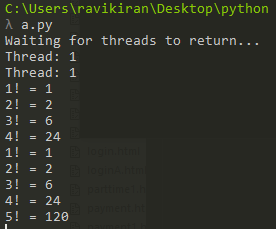 C:\Users\ravikiran\Desktop\python
λ a.py
Waiting for threads to return...
Thread: 1
Thread: 1
1! = 1
2! = 2
3! = 6
4! = 24
1! = 1
2! = 2
3! = 6
4! = 24
5! = 120